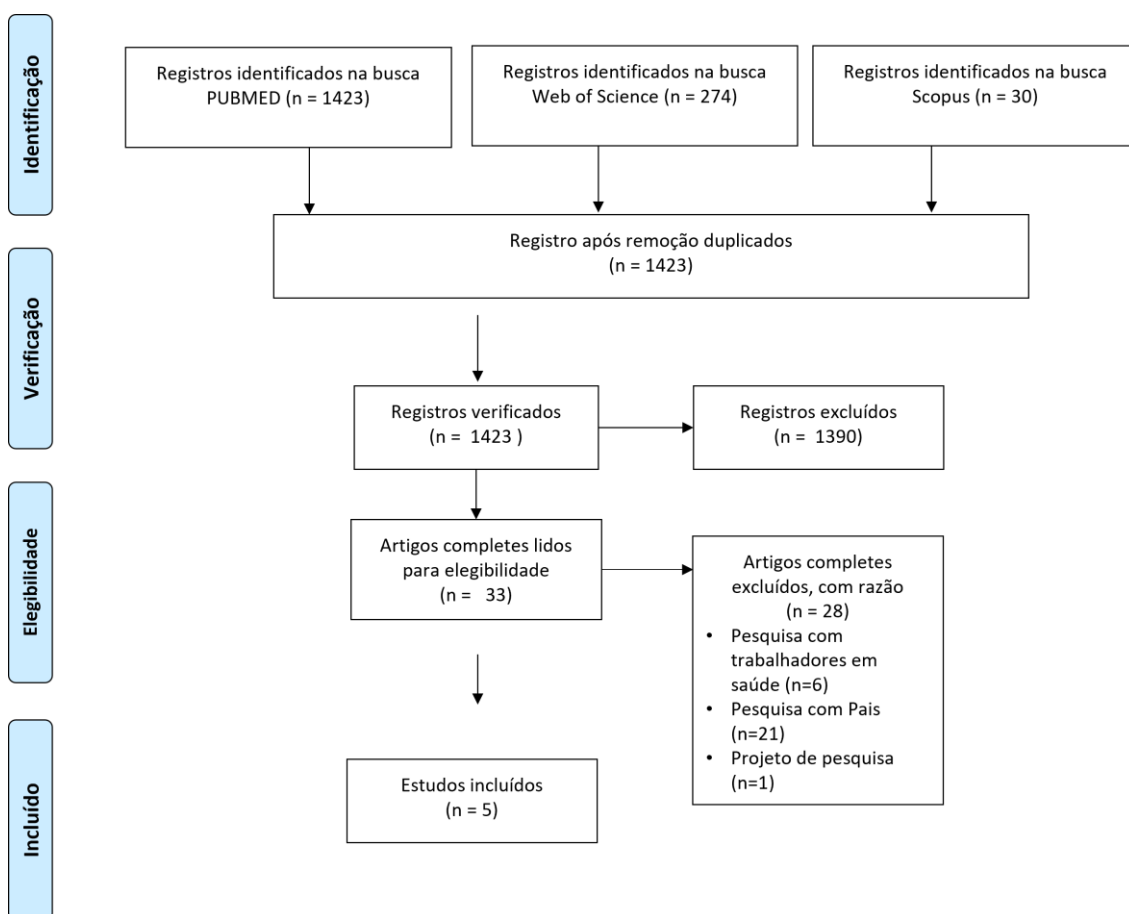 Identificação
Registros identificados na busca
PUBMED (n = 1423)
Registros identificados na busca
Web of Science (n = 274)
Registros identificados na busca
Scopus (n = 30)
Registro após remoção duplicados
(n = 1423)
Verificação
Registros verificados
(n = 1423 )
Registros excluídos
(n = 1390)
Elegibilidade
Artigos completes lidos
para elegibilidade
(n = 33)
Artigos completes
excluídos, com razão
(n = 28)
• Pesquisa com
trabalhadores em
saúde (n=6)
• Pesquisa com Pais
(n=21)
• Projeto de pesquisa
(n=1)
Incluído
Estudos incluídos
(n = 5)